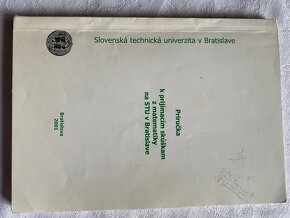 Slovenská technická univerzita v Bratislave
Príručka
k prijímacím skúškam
z matematiky
na STU v Bratislave
Bratislava
2001